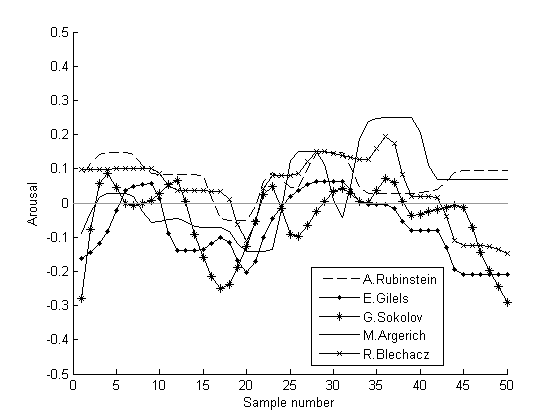 0.5
0.4
0.3
0.2
0.1
0
-0.1
-0.2
-0.3
-0.4
-0.5
Arousal
0 5 10 15 20 25 30 35 40 45 50
Sample number
A.Rubinstein
E.Gilels
G.Sokolov
M.Argerich
R.Blechacz